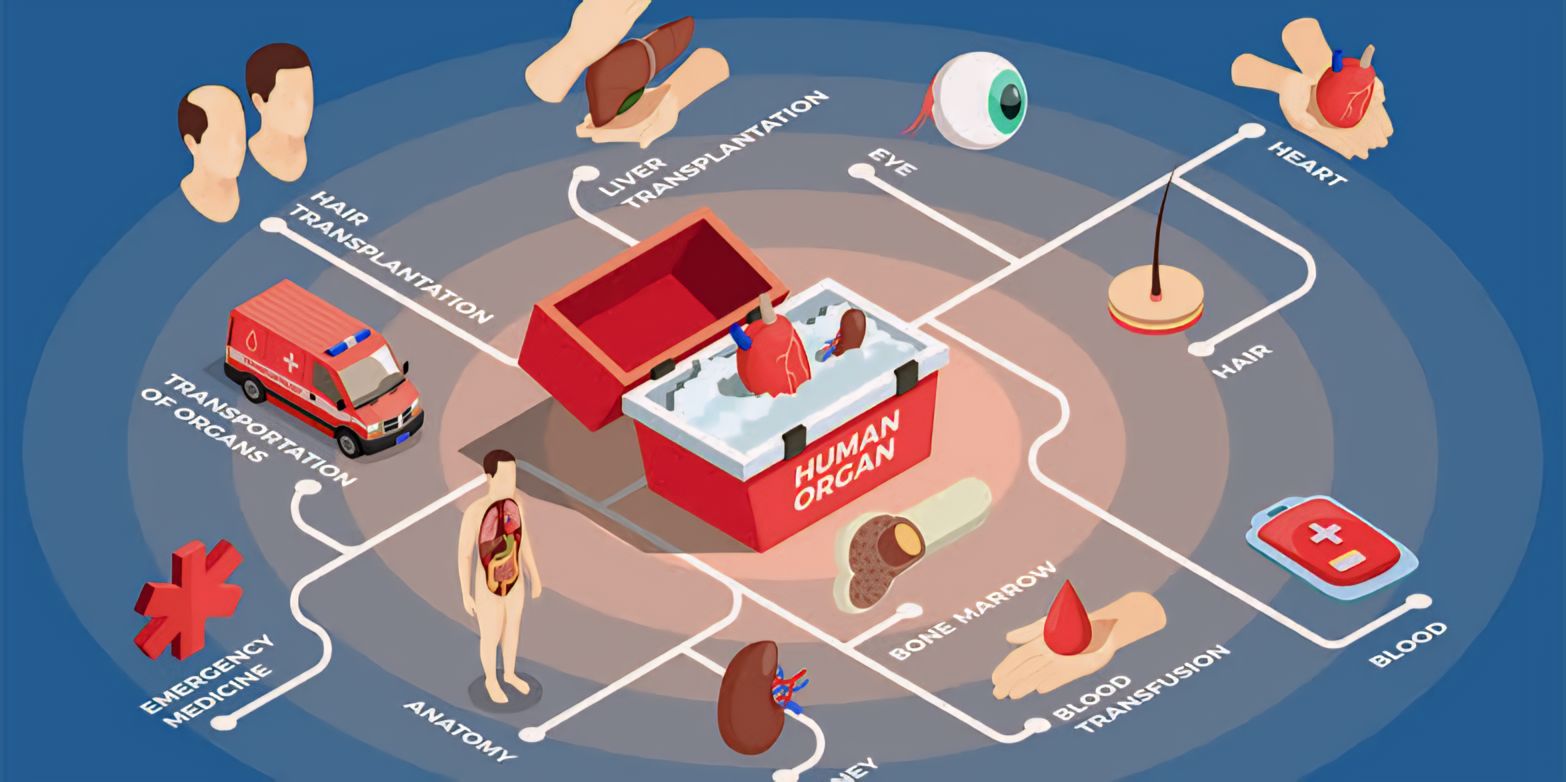 LIVER
TRANSPLANTATION
EYE
HEART
HAIR
TRANSPLANTATION
HAIR
TRANSPORTATION
OF ORGANS
HUMAN
ORGAN
BONE MARROW
BLOOD
EMERGENCY
MEDICINE
ANATOMY
BLOOD
TRANSFUSION
NEY